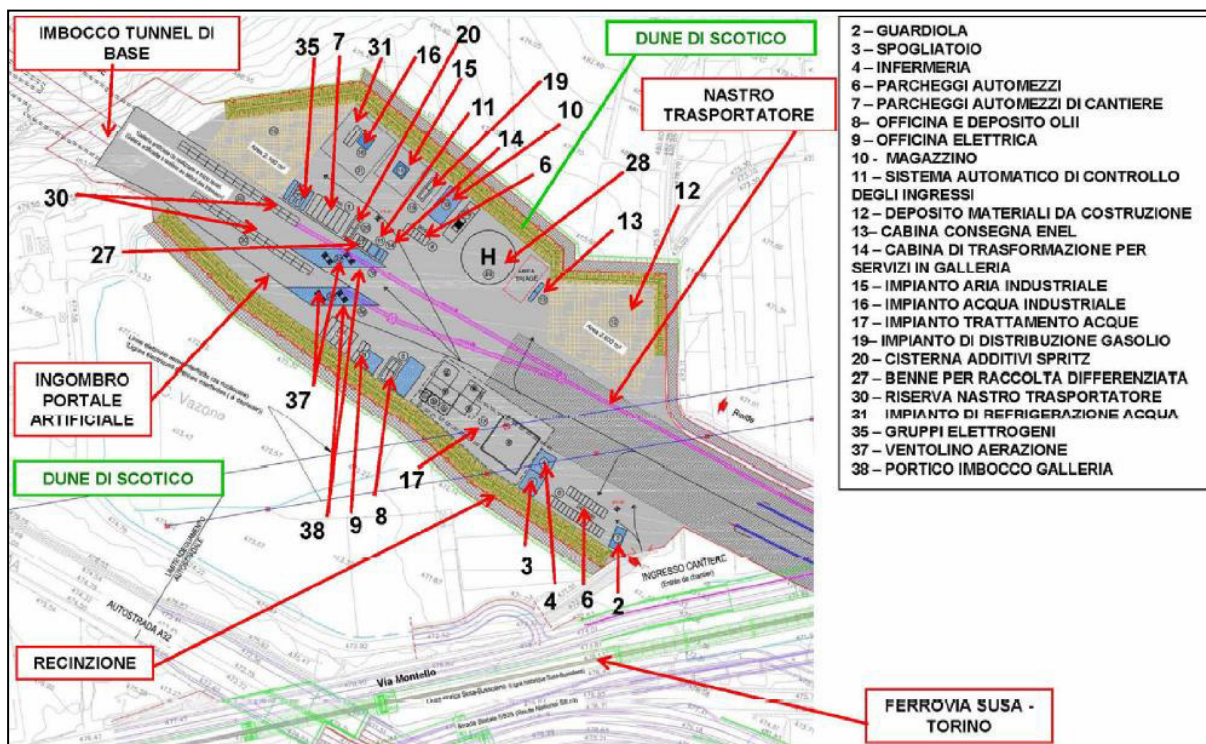 IMBOCCO TUNNEL DI
BASE
35
7
31
20
16
15
19
11
10
14
6
28
DUNE DI SCOTICO
NASTRO
TRASPORTATORE
12
13
30
27
H
AREA
TRIAGE
INGOMBRO
PORTALE
ARTIFICIALE
Vazona
DUNE DI SCOTICO
37
38
9
8
17
3
4
6
2
INGRESSO CANTIERE
(Entrée de chantier)
AUTOSTRADA A32
RECINZIONE
Via Montello
FERROVIA SUSA -
TORINO
2 – GUARDIOLA
3 – SPOGLIATOIO
4 – INFERMERIA
6 – PARCHEGGI AUTOMEZZI
7 – PARCHEGGI AUTOMEZZI DI CANTIERE
8– OFFICINA E DEPOSITO OLII
9 – OFFICINA ELETTRICA
10 - MAGAZZINO
11 – SISTEMA AUTOMATICO DI CONTROLLO
DEGLI INGRESSI
12 – DEPOSITO MATERIALI DA COSTRUZIONE
13– CABINA CONSEGNA ENEL
14 – CABINA DI TRASFORMAZIONE PER
SERVIZI IN GALLERIA
15 – IMPIANTO ARIA INDUSTRIALE
16 – IMPIANTO ACQUA INDUSTRIALE
17 – IMPIANTO TRATTAMENTO ACQUE
19– IMPIANTO DI DISTRIBUZIONE GASOLIO
20 – CISTERNA ADDITIVI SPRITZ
27 – BENNE PER RACCOLTA DIFFERENZIATA
30 – RISERVA NASTRO TRASPORTATORE
31 – IMPIANTO DI REFRIGERAZIONE ACQUA
35 – GRUPPI ELETTROGENI
37 – VENTOLINO AERAZIONE
38 – PORTICO IMBOCCO GALLERIA